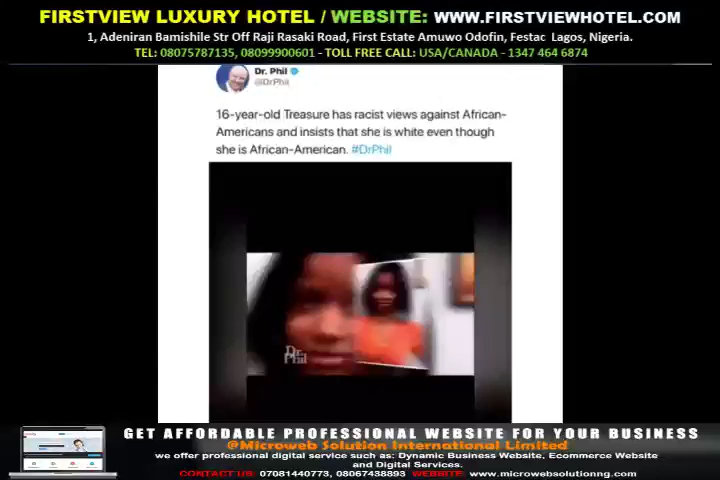 FIRSTVIEW LUXURY HOTEL / WEBSITE: WWW.FIRSTVIEWHOTEL.COM
1, Adeniran Bamishile Str Off Raji Rasaki Road, First Estate Amuwo Odofin, Festac Lagos, Nigeria.
TEL: 08075787135, 08099900601 - TOLL FREE CALL: USA/CANADA - 1347 464 6874
Dr. Phil
@DrPhil
16-year-old Treasure has racist views against African-
Americans and insists that she is white even though
she is African-American. #DrPhil
Dr.
Phil
GET AFFORDABLE PROFESSIONAL WEBSITE FOR YOUR BUSINESS
@Microweb Solution International Limited
we offer professional digital service such as: Dynamic Business Website, Ecommerce Website
and Digital Services.
CONTACT US: 07081440773, 08067438893 WEBSITE: www.microwebsolutionng.com